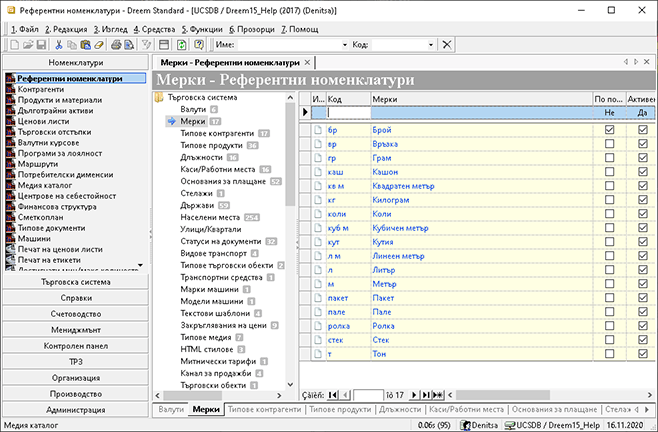 Референтни номенклатури - Dreem Standard - [UCSDB / Dreem15_Help (2017) (Denitsa)]
1. Файл 2. Редакция 3. Изглед 4. Средства 5. Функции 6. Прозорци 7. Помощ
Име: Код:
Номенклатури
Референтни номенклатури
Контрагенти
Продукти и материали
Дълготрайни активи
Ценови листи
Търговски отстъпки
Валутни курсове
Програми за лоялност
Маршрути
Потребителски дименсии
Медия каталог
Центрове на себестойност
Финансова структура
Сметкоплан
Типове документи
Машини
Печат на ценови листи
Печат на етикети
Търговска система
Справки
Счетоводство
Мениджмънт
Контролен панел
ТРЗ
Организация
Производство
Администрация
Мерки - Референтни номенклатури
Мерки - Референтни номенклатури
Търговска система
Валути 6
Мерки 17
Типове контрагенти 17
Типове продукти 36
Длъжности 16
Каси/Работни места 16
Основания за плащане 52
Стелажи 1
Държави 59
Населени места 254
Улици/Квартали
Статуси на документи 32
Видове транспорт 4
Типове търговски обекти 2
Транспортни средства 1
Марки машини 1
Модели машини 1
Текстови шаблони 4
Закръгляния на цени 9
Типове медия 7
HTML стилове 3
Митнически тарифи 1
Канал за продажби 4
Търговски обекти 1
И... Код Мерки По по... Активен
Не Да
бр Брой
вр Връзка
гр Грам
каш Кашон
кв м Квадратен метър
кг Килограм
коли Коли
куб м Кубичен метър
кут Кутия
л м Линеен метър
л Литър
м Метър
пакет Пакет
пале Пале
ролка Ролка
стек Стек
т Тон
Çàïèñ: îò 17
Валути Мерки Типове контрагенти Типове продукти Длъжности Каси/Работни места Основания за плащане Стелаж
Медия каталог 0.06s (95) Denitsa UCSDB / Dreem15_Help 16.11.2020